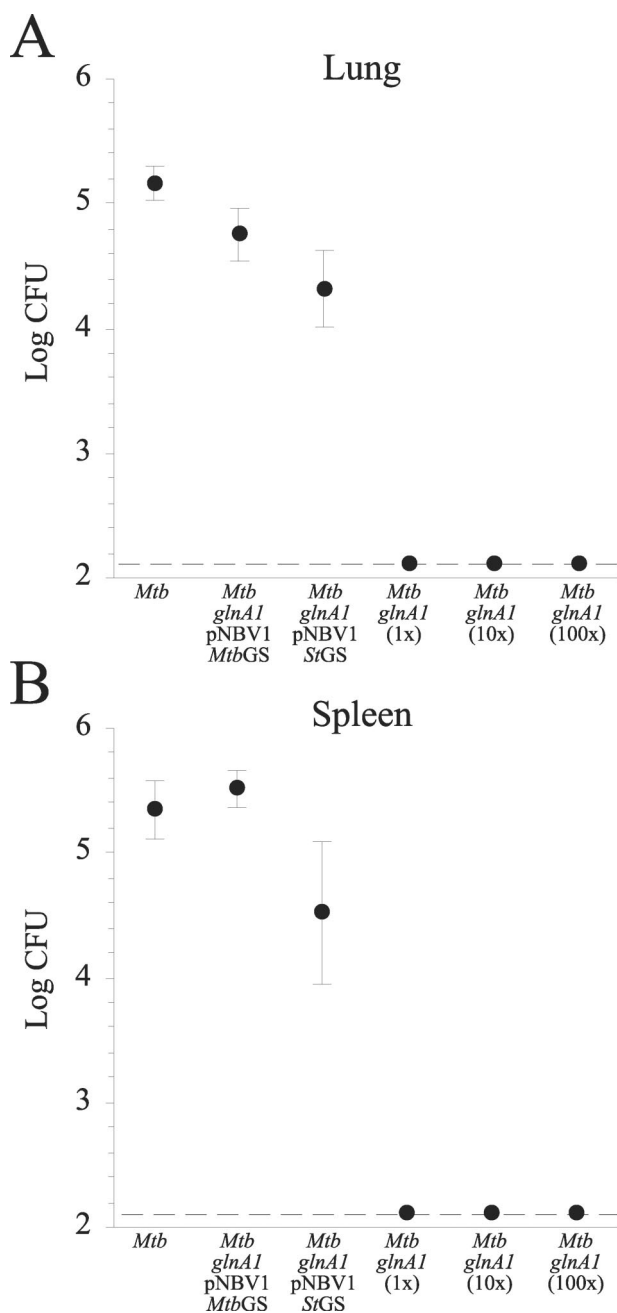 A
Lung
6
5
4
3
2
Log CFU
Mtb
Mtb
glnA1
pNBV1
MtbGS
Mtb
glnA1
pNBV1
StGS
Mtb
glnA1
(1x)
Mtb
glnA1
(10x)
Mtb
glnA1
(100x)
B
Spleen
6
5
4
3
2
Log CFU
Mtb
Mtb
glnA1
pNBV1
MtbGS
Mtb
glnA1
pNBV1
StGS
Mtb
glnA1
(1x)
Mtb
glnA1
(10x)
Mtb
glnA1
(100x)